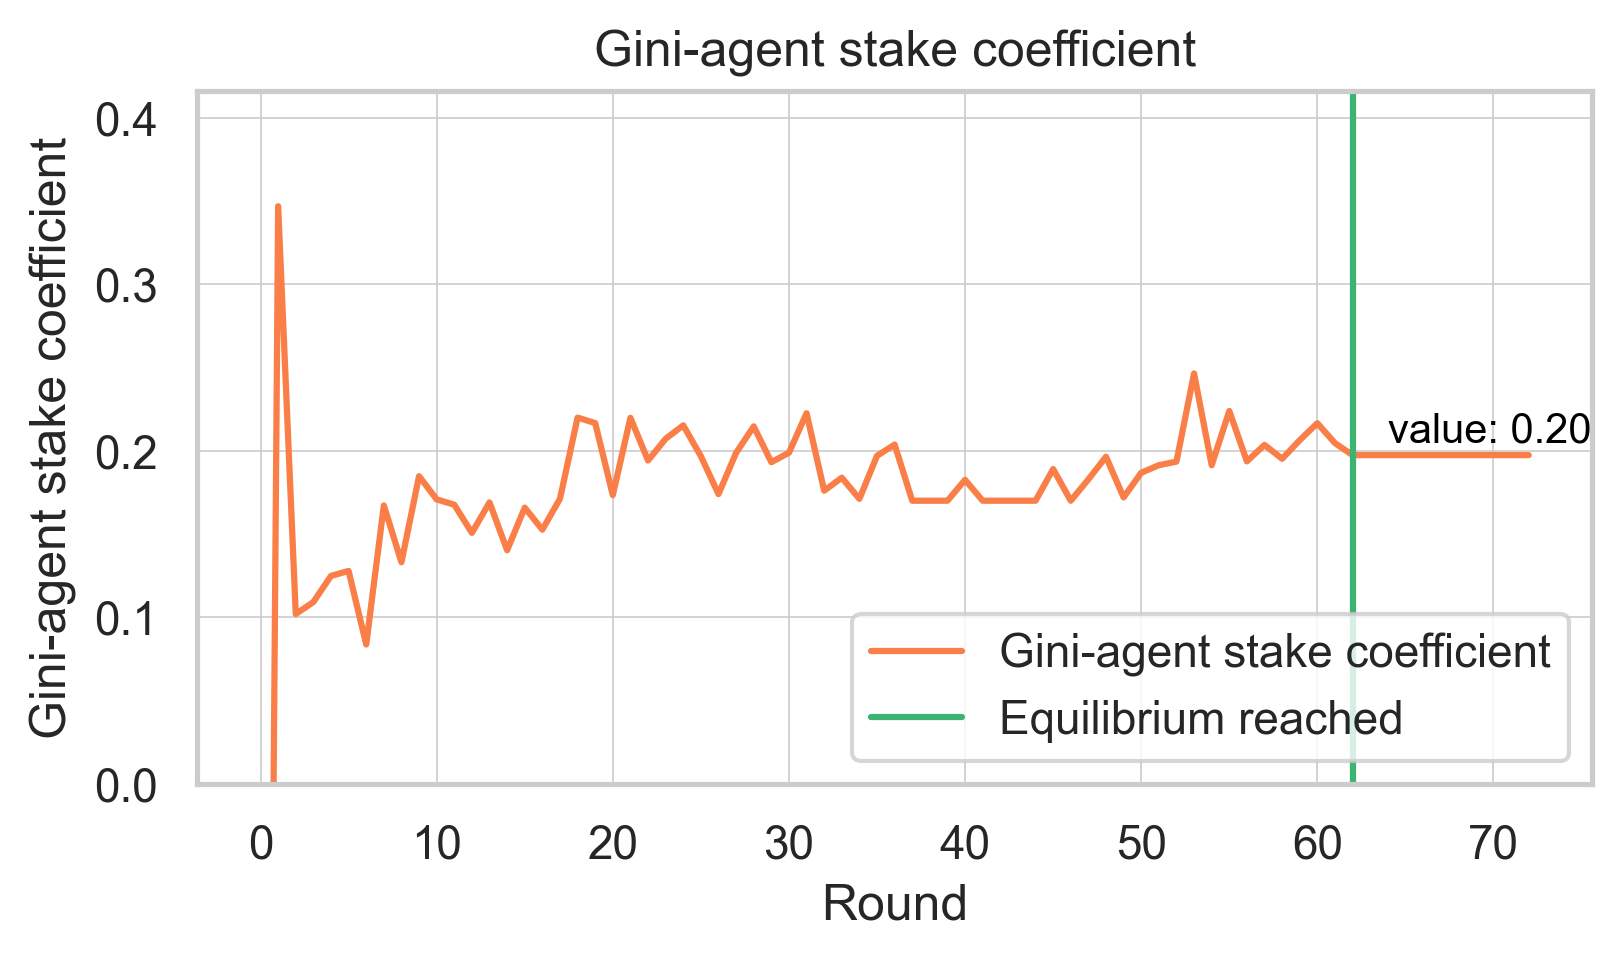 Gini-agent stake coefficient
Gini-agent stake coefficient
0.4
0.3
0.2
0.1
0.0
value: 0.20
Gini-agent stake coefficient
Equilibrium reached
0 10 20 30 40 50 60 70
Round